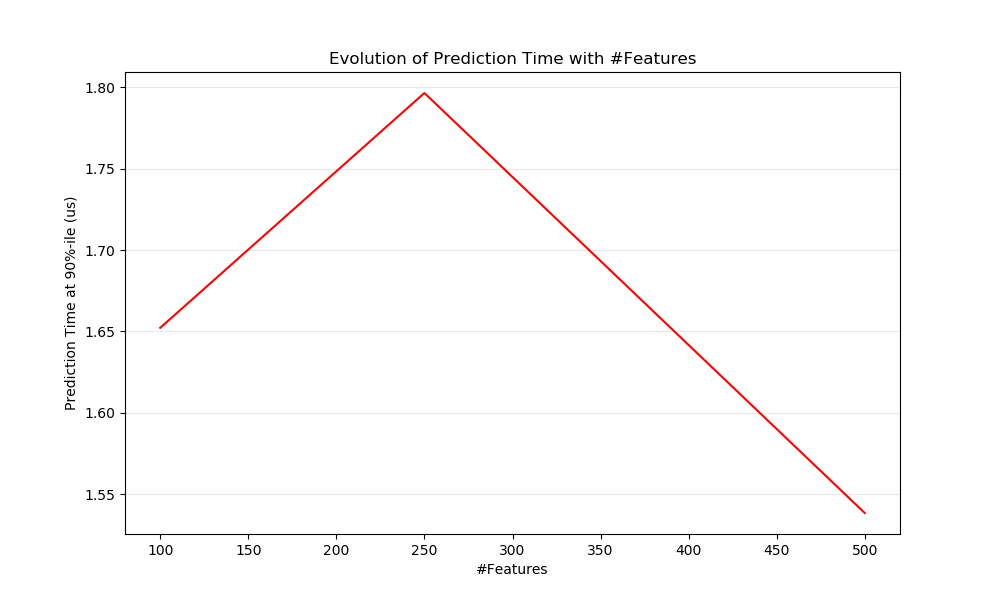 Evolution of Prediction Time with #Features
Prediction Time at 90%-ile (us)
1.80
1.75
1.70
1.65
1.60
1.55
100 150 200 250 300 350 400 450 500
#Features